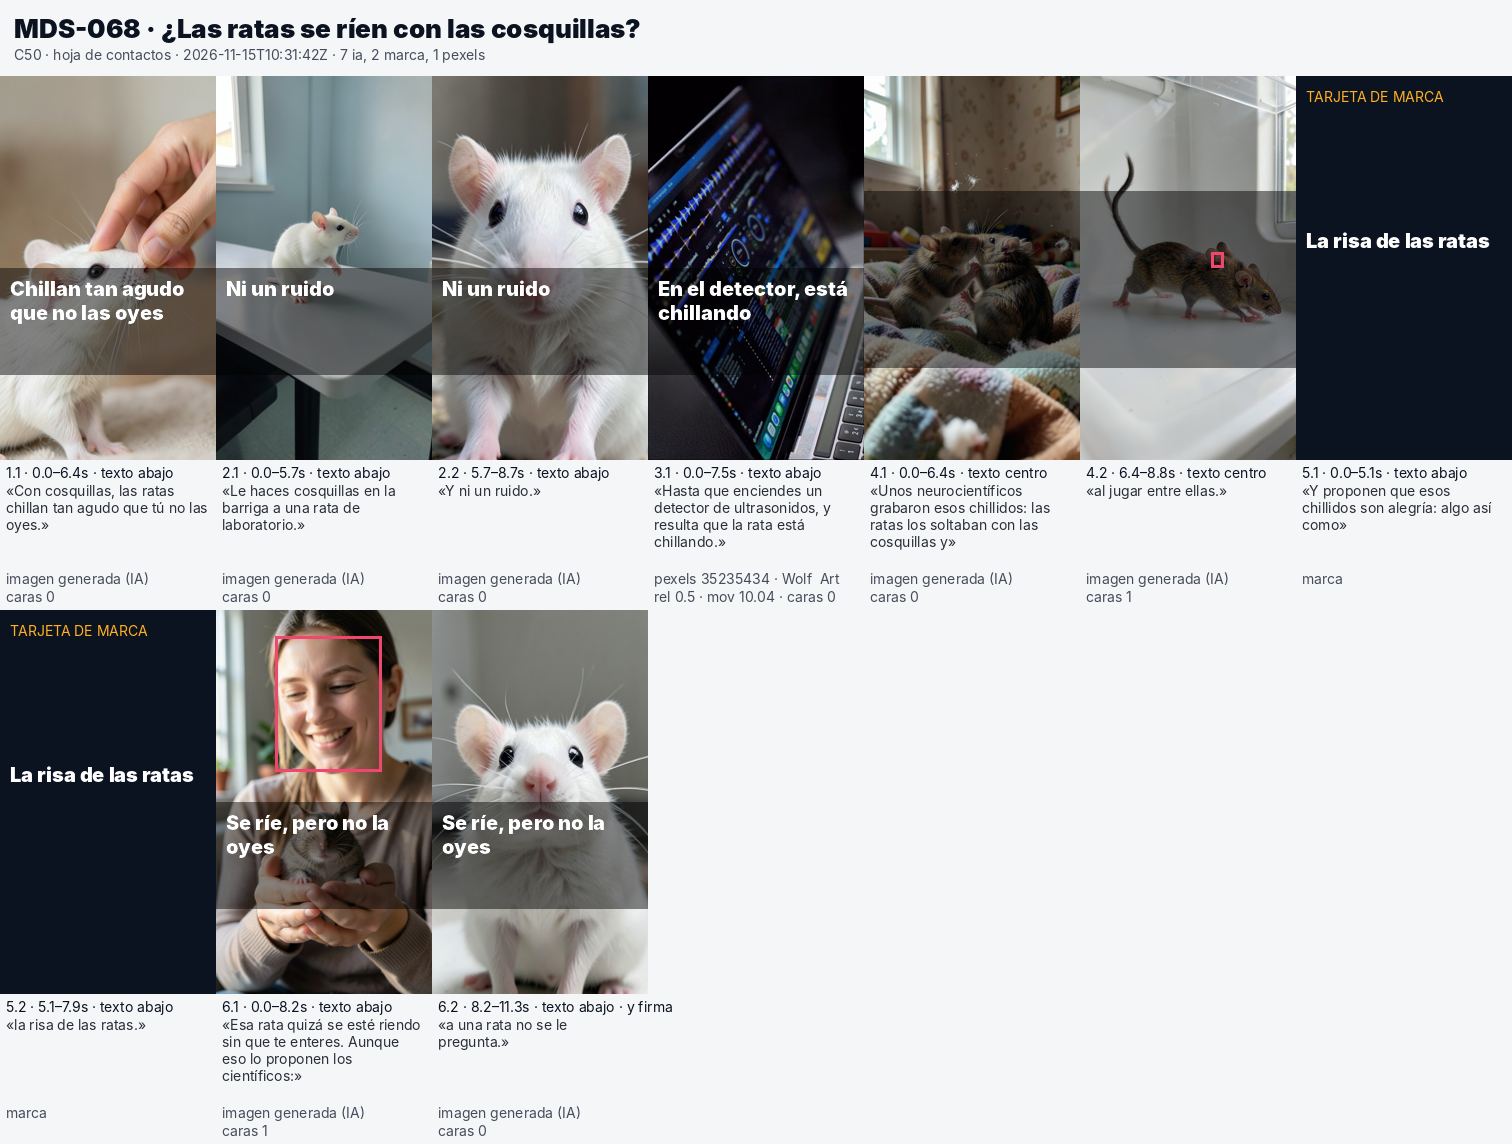 MDS-068 · ¿Las ratas se ríen con las cosquillas?
C50 · hoja de contactos · 2026-11-15T10:31:42Z · 7 ia, 2 marca, 1 pexels
Chillan tan agudo
que no las oyes
1.1 · 0.0–6.4s · texto abajo
«Con cosquillas, las ratas
chillan tan agudo que tú no las
oyes.»
imagen generada (IA)
caras 0
Ni un ruido
2.1 · 0.0–5.7s · texto abajo
«Le haces cosquillas en la
barriga a una rata de
laboratorio.»
imagen generada (IA)
caras 0
Ni un ruido
2.2 · 5.7–8.7s · texto abajo
«Y ni un ruido.»
imagen generada (IA)
caras 0
En el detector, está
chillando
3.1 · 0.0–7.5s · texto abajo
«Hasta que enciendes un
detector de ultrasonidos, y
resulta que la rata está
chillando.»
pexels 35235434 · Wolf Art
rel 0.5 · mov 10.04 · caras 0
4.1 · 0.0–6.4s · texto centro
«Unos neurocientíficos
grabaron esos chillidos: las
ratas los soltaban con las
cosquillas y»
imagen generada (IA)
caras 0
4.2 · 6.4–8.8s · texto centro
«al jugar entre ellas.»
imagen generada (IA)
caras 1
TARJETA DE MARCA
La risa de las ratas
5.1 · 0.0–5.1s · texto abajo
«Y proponen que esos
chillidos son alegría: algo así
como»
marca
TARJETA DE MARCA
La risa de las ratas
5.2 · 5.1–7.9s · texto abajo
«la risa de las ratas.»
marca
Se ríe, pero no la
oyes
6.1 · 0.0–8.2s · texto abajo
«Esa rata quizá se esté riendo
sin que te enteres. Aunque
eso lo proponen los
científicos:»
imagen generada (IA)
caras 1
Se ríe, pero no la
oyes
6.2 · 8.2–11.3s · texto abajo · y firma
«a una rata no se le
pregunta.»
imagen generada (IA)
caras 0